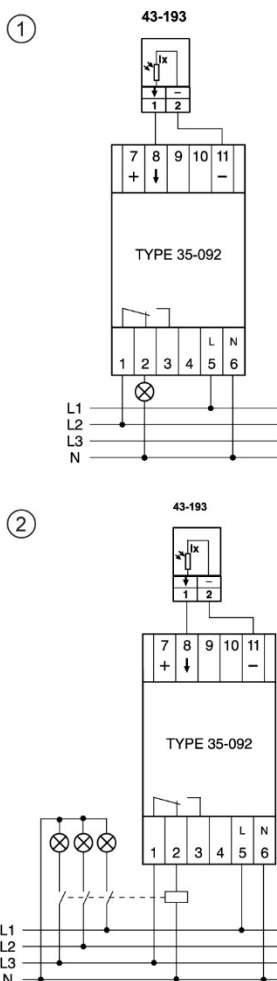 43-193
1
lx
–
1 2
7 8 9 10 11
+ –
TYPE 35-092
L N
1 2 3 4 5 6
L1
L2
L3
N
43-193
2
lx
–
1 2
7 8 9 10 11
+ –
TYPE 35-092
L N
1 2 3 4 5 6
L1
L2
L3
N